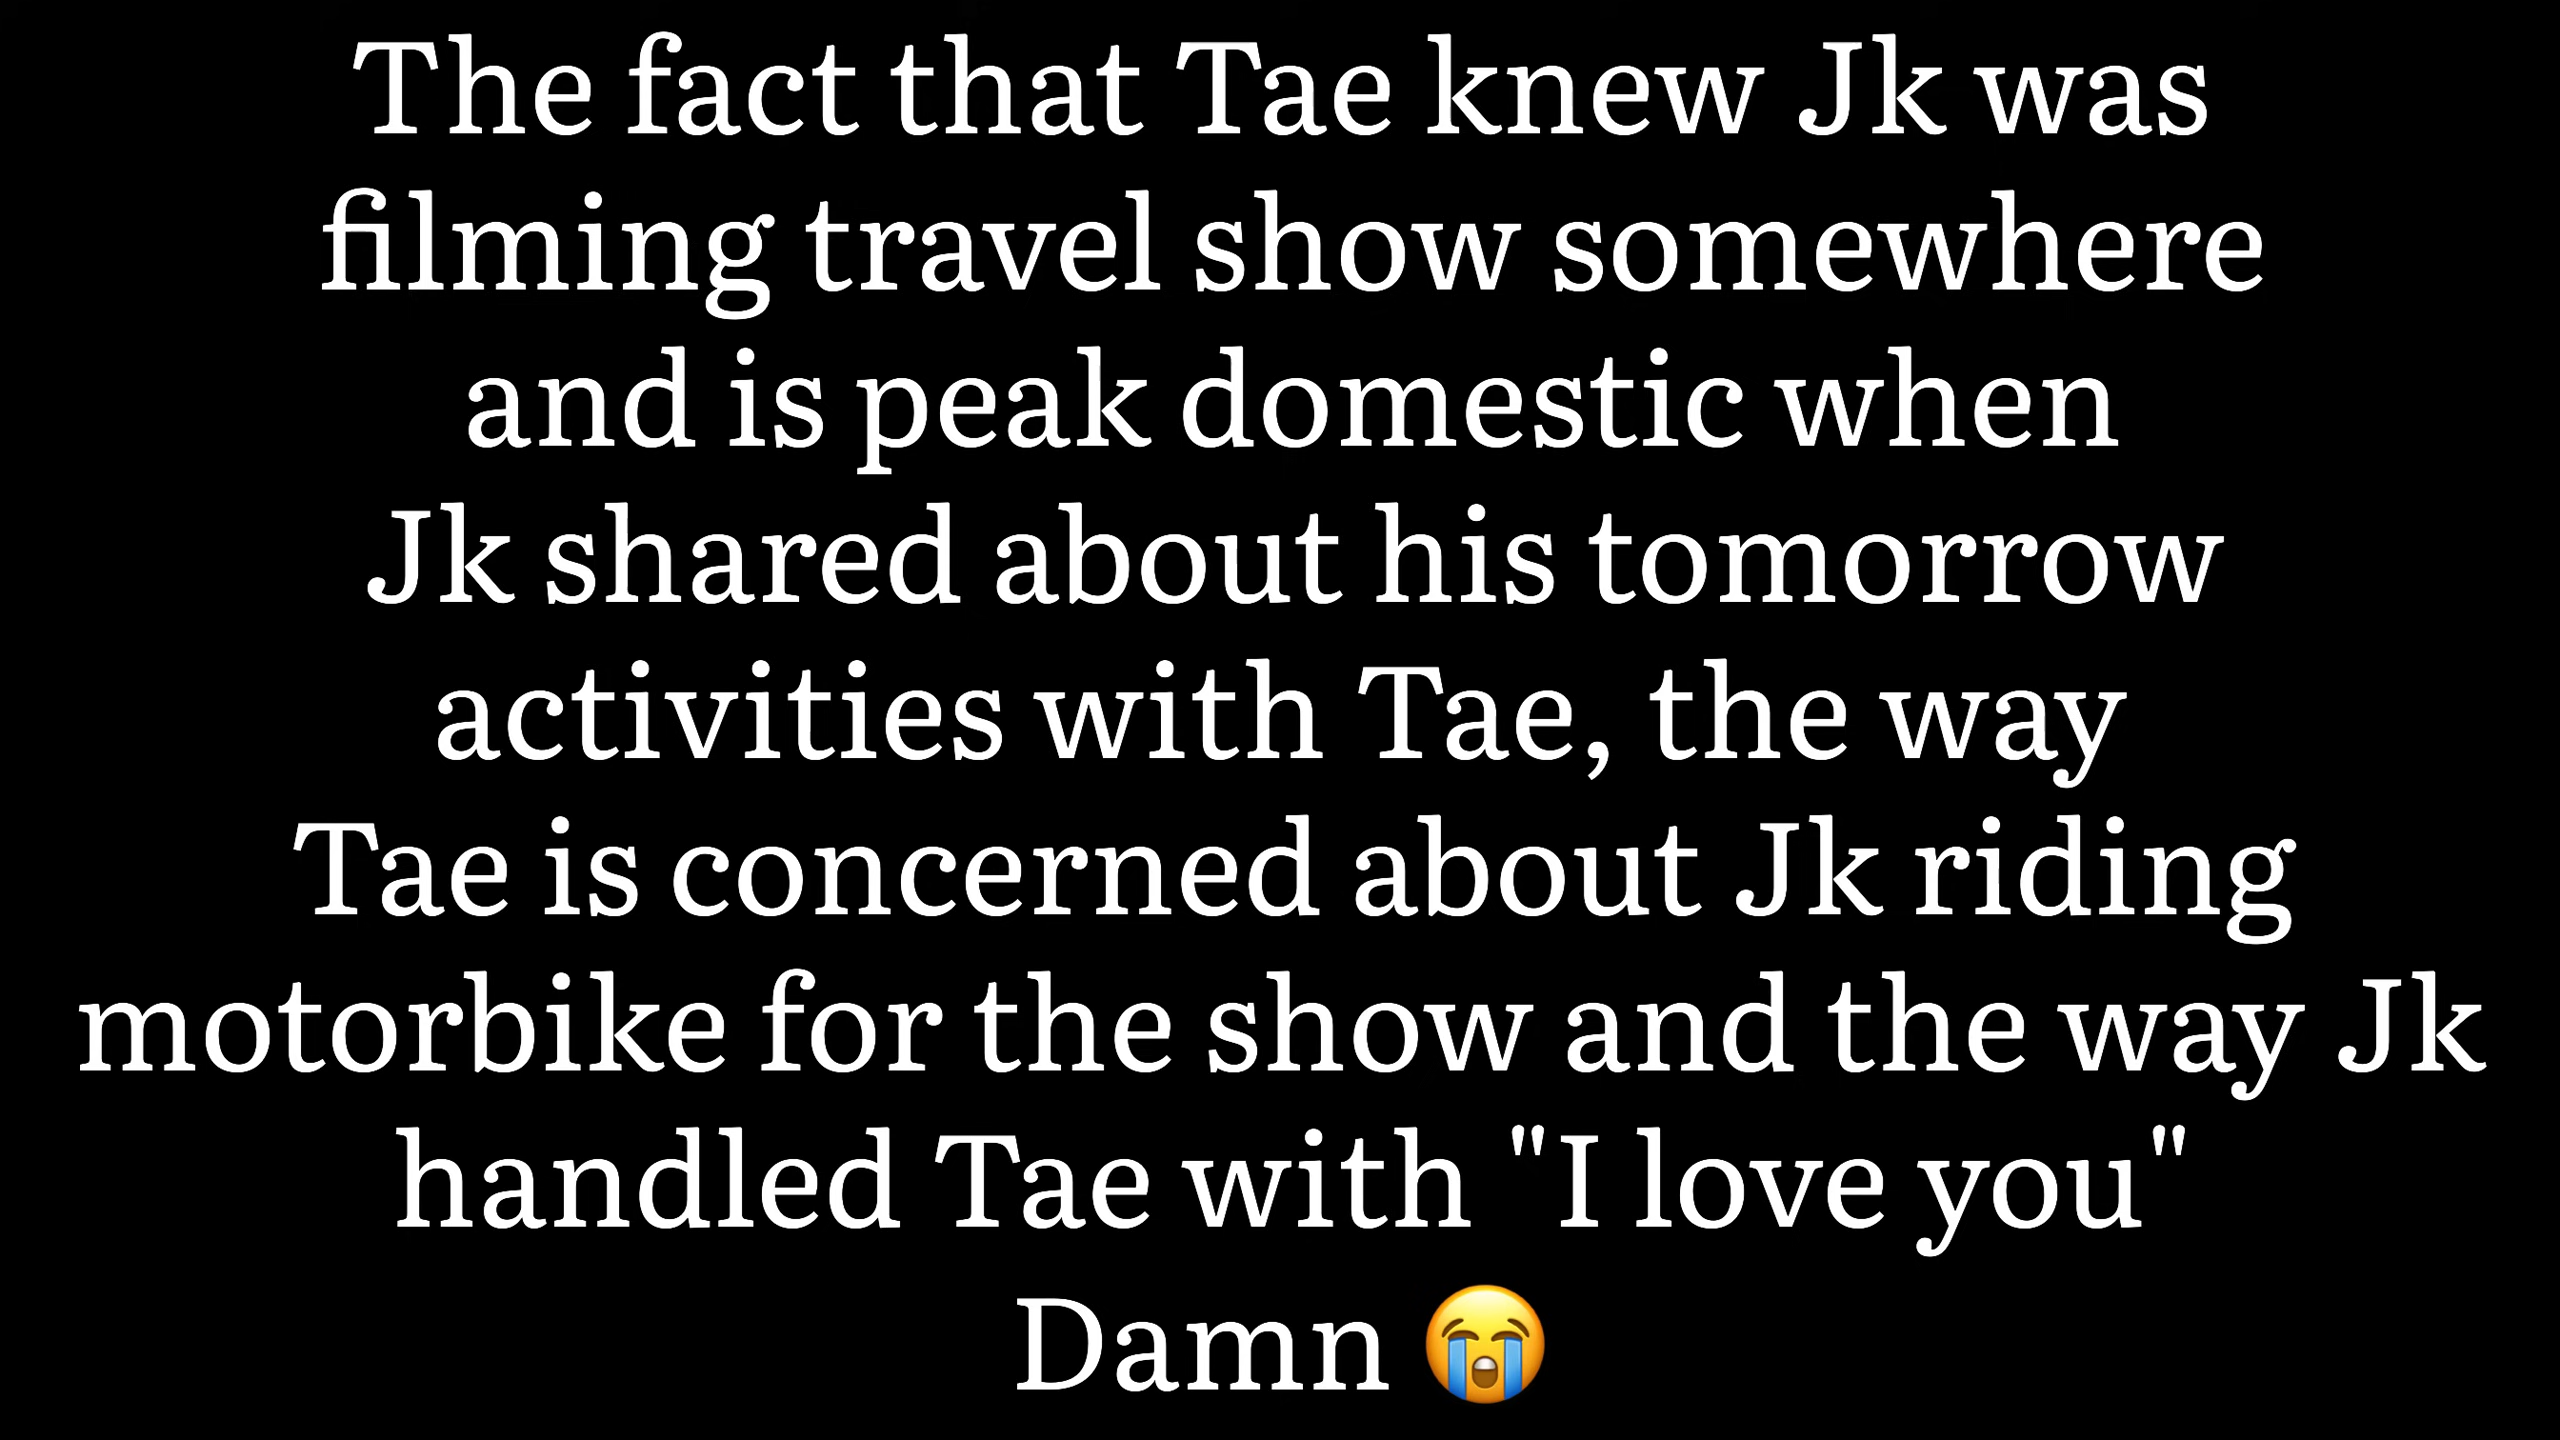 The fact that Tae knew Jk was
filming travel show somewhere
and is peak domestic when
Jk shared about his tomorrow
activities with Tae, the way
Tae is concerned about Jk riding
motorbike for the show and the way Jk
handled Tae with "I love you"
Damn 😭